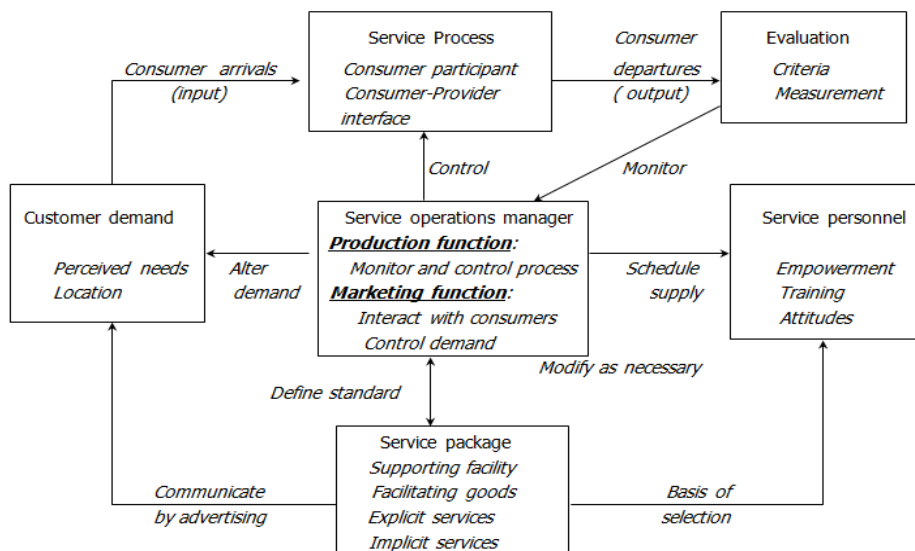 Service Process
Consumer participant
Consumer-Provider
interface
Consumer
departures
( output)
Evaluation
Criteria
Measurement
Consumer arrivals
(input)
Control
Monitor
Customer demand
Perceived needs
Location
Alter
demand
Service operations manager
Production function:
Monitor and control process
Marketing function:
Interact with consumers
Control demand
Schedule
supply
Service personnel
Empowerment
Training
Attitudes
Modify as necessary
Define standard
Service package
Supporting facility
Facilitating goods
Explicit services
Implicit services
Communicate
by advertising
Basis of
selection